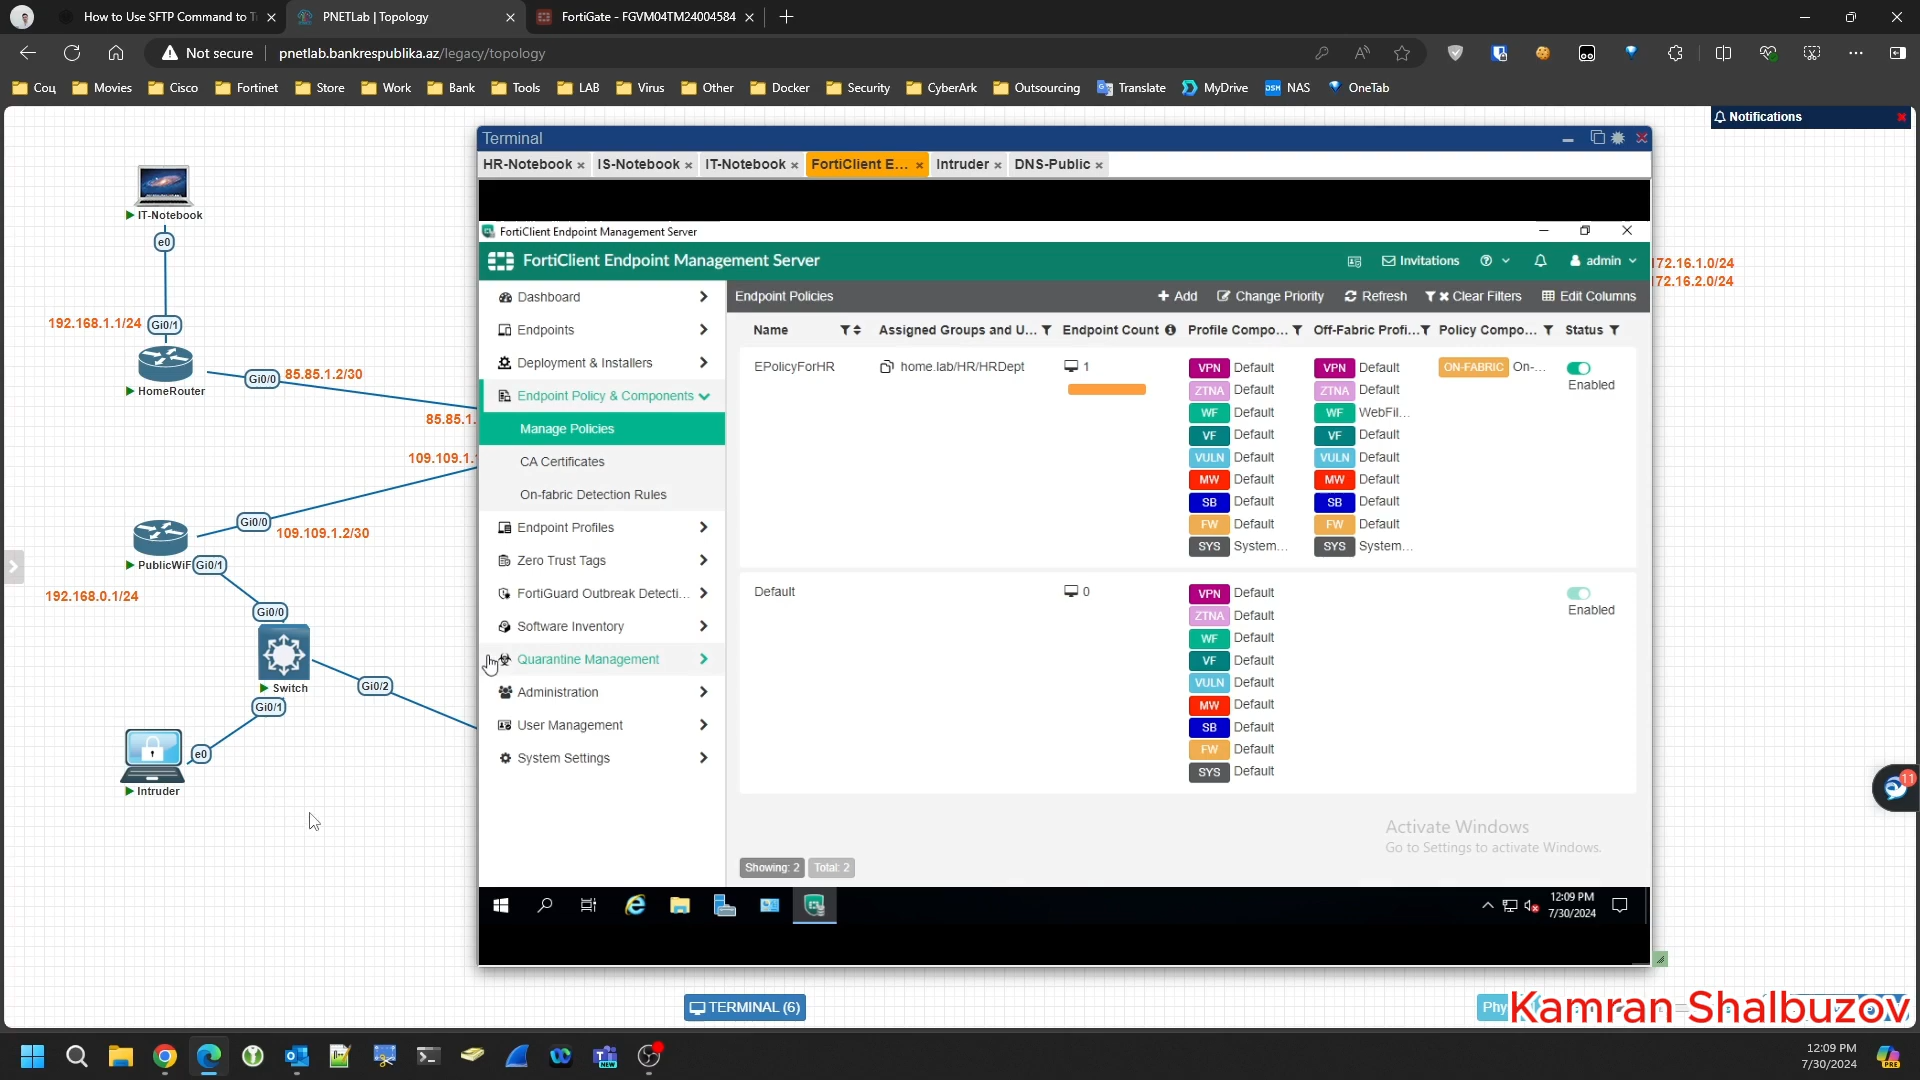 How to Use SFTP Command to
PNETLab | Topology
FortiGate - FGVM04TM24004584
Not secure
pnetlab.bankrespublika.az/legacy/topology
Соц
Movies
Cisco
Fortinet
Store
Work
Bank
Tools
LAB
Virus
Other
Docker
Security
CyberArk
Outsourcing
Translate
MyDrive
NAS
OneTab
Notifications
Terminal
HR-Notebook
IS-Notebook
IT-Notebook
FortiClient E...
Intruder
DNS-Public
FortiClient Endpoint Management Server
FortiClient Endpoint Management Server
Invitations
admin
Dashboard
Endpoints
Deployment & Installers
Endpoint Policy & Components
Manage Policies
CA Certificates
On-fabric Detection Rules
Endpoint Profiles
Zero Trust Tags
FortiGuard Outbreak Detecti...
Software Inventory
Quarantine Management
Administration
User Management
System Settings
Endpoint Policies
Add
Change Priority
Refresh
Clear Filters
Edit Columns
Name
Assigned Groups and U...
Endpoint Count
Profile Compo...
Off-Fabric Profi...
Policy Compo...
Status
EPolicyForHR
home.lab/HR/HRDept
1
VPN Default
VPN Default
ON-FABRIC On-...
Enabled
ZTNA Default
ZTNA Default
WF Default
WF WebFil...
VF Default
VF Default
VULN Default
VULN Default
MW Default
MW Default
SB Default
SB Default
FW Default
FW Default
SYS System...
SYS System...
Default
0
VPN Default
Enabled
ZTNA Default
WF Default
VF Default
VULN Default
MW Default
SB Default
FW Default
SYS Default
Activate Windows
Go to Settings to activate Windows.
Showing: 2
Total: 2
12:09 PM
7/30/2024
IT-Notebook
e0
192.168.1.1/24
Gi0/1
HomeRouter
Gi0/0
85.85.1.2/30
85.85.1.
109.109.1.
Gi0/0
109.109.1.2/30
PublicWiF
Gi0/1
192.168.0.1/24
Gi0/0
Switch
Gi0/2
Gi0/1
e0
Intruder
172.16.1.0/24
172.16.2.0/24
11
TERMINAL (6)
Phy
Kamran Shalbuzov
12:09 PM
7/30/2024